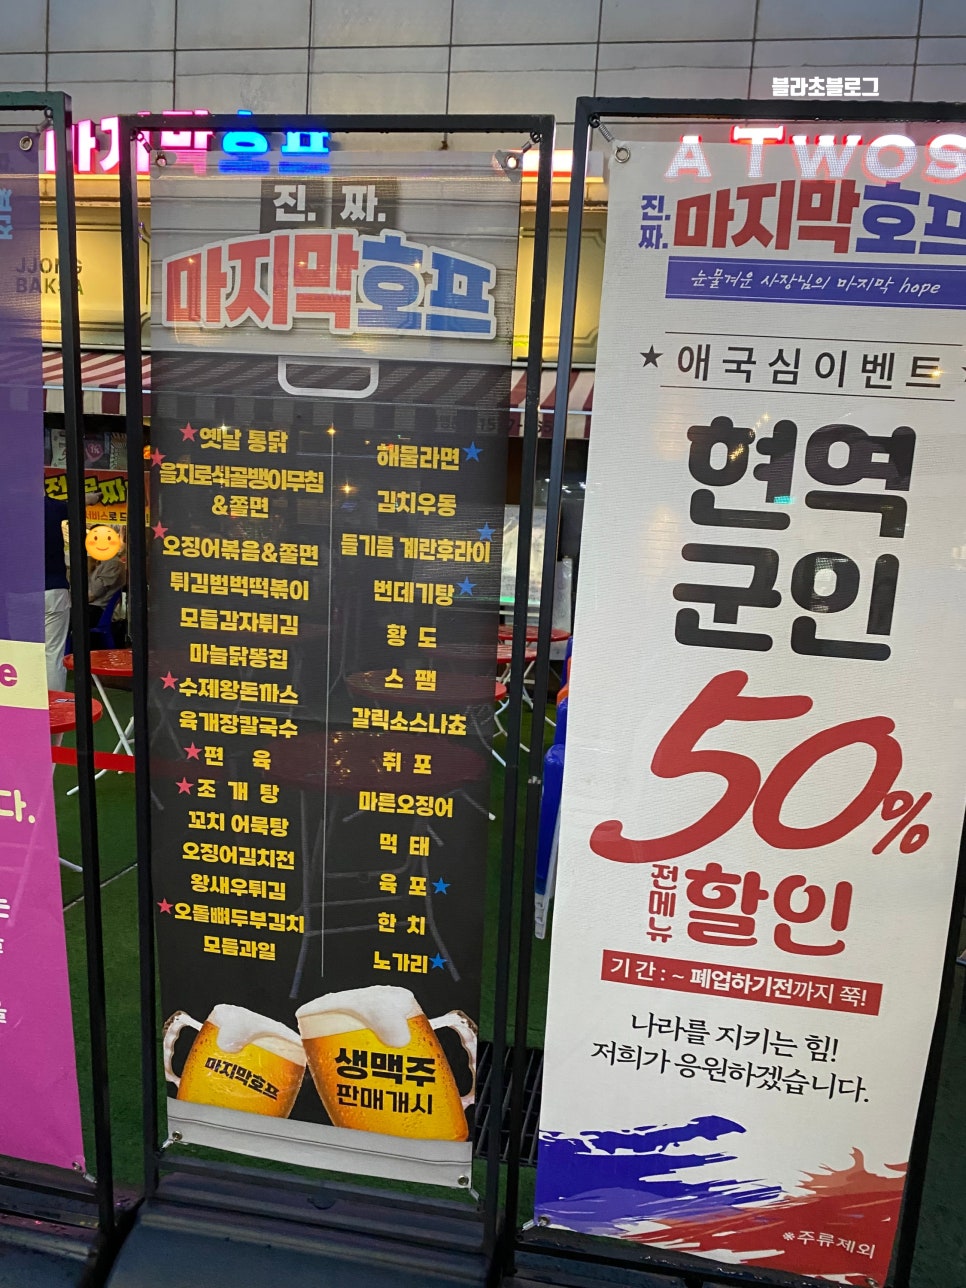 블라초블로그
마지막호프
A TWOS
JJONG
BAK
진. 짜.
마지막호프
★옛날 통닭
★을지로식골뱅이무침
&쫄면
★오징어볶음&쫄면
튀김범벅떡볶이
모듬감자튀김
마늘닭똥집
★수제왕돈까스
육개장칼국수
★편 육
★조 개 탕
꼬치 어묵탕
오징어김치전
왕새우튀김
★오돌뼈두부김치
모듬과일
해물라면★
김치우동
들기름 계란후라이★
번데기탕★
황 도
스 팸
갈릭소스나쵸
쥐 포
마른오징어
먹 태
육 포★
한 치
노가리★
마지막호프
생맥주
판매개시
진.
짜.
마지막호프
눈물겨운 사장님의 마지막 hope
★ 애국심이벤트
현역
군인
50%
전메뉴
할인
기간 : ~ 폐업하기전까지 쭉!
나라를 지키는 힘!
저희가 응원하겠습니다.
※주류제외
e
다.